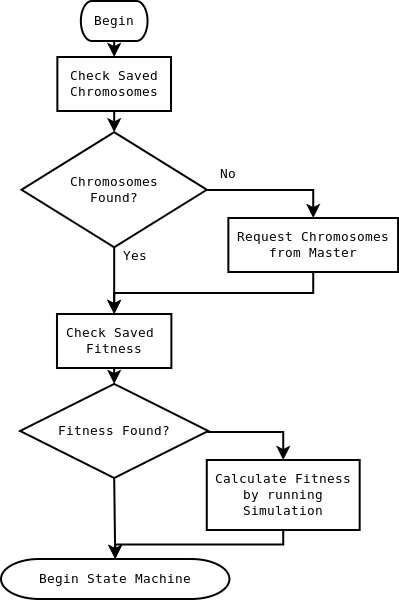 Begin
Check Saved
Chromosomes
Chromosomes
Found?
No
Request Chromosomes
from Master
Yes
Check Saved
Fitness
Fitness Found?
Calculate Fitness
by running
Simulation
Begin State Machine